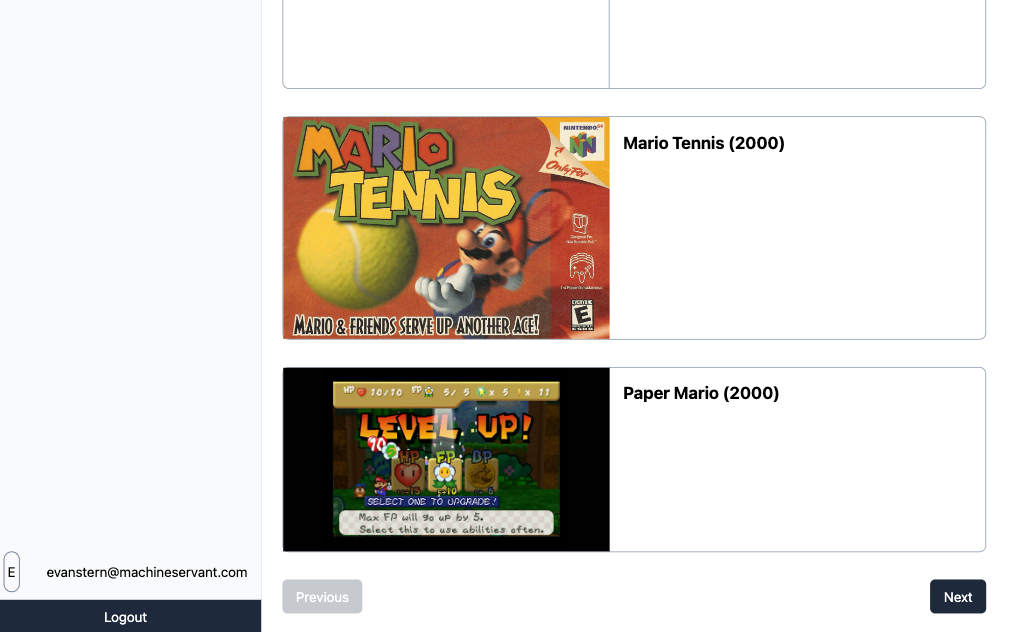 MARIO
TENNIS
NINTENDO 64
Only For
MARIO & FRIENDS SERVE UP ANOTHER ACE!
EVERYONE
E
Mario Tennis (2000)
HP 10/10 FP 5/ 5 x 5 x 11
LEVEL UP!
HP FP BP
SELECT ONE TO UPGRADE!
Max FP will go up by 5.
Select this to use abilities often.
Paper Mario (2000)
Previous
Next
E
evanstern@machineservant.com
Logout